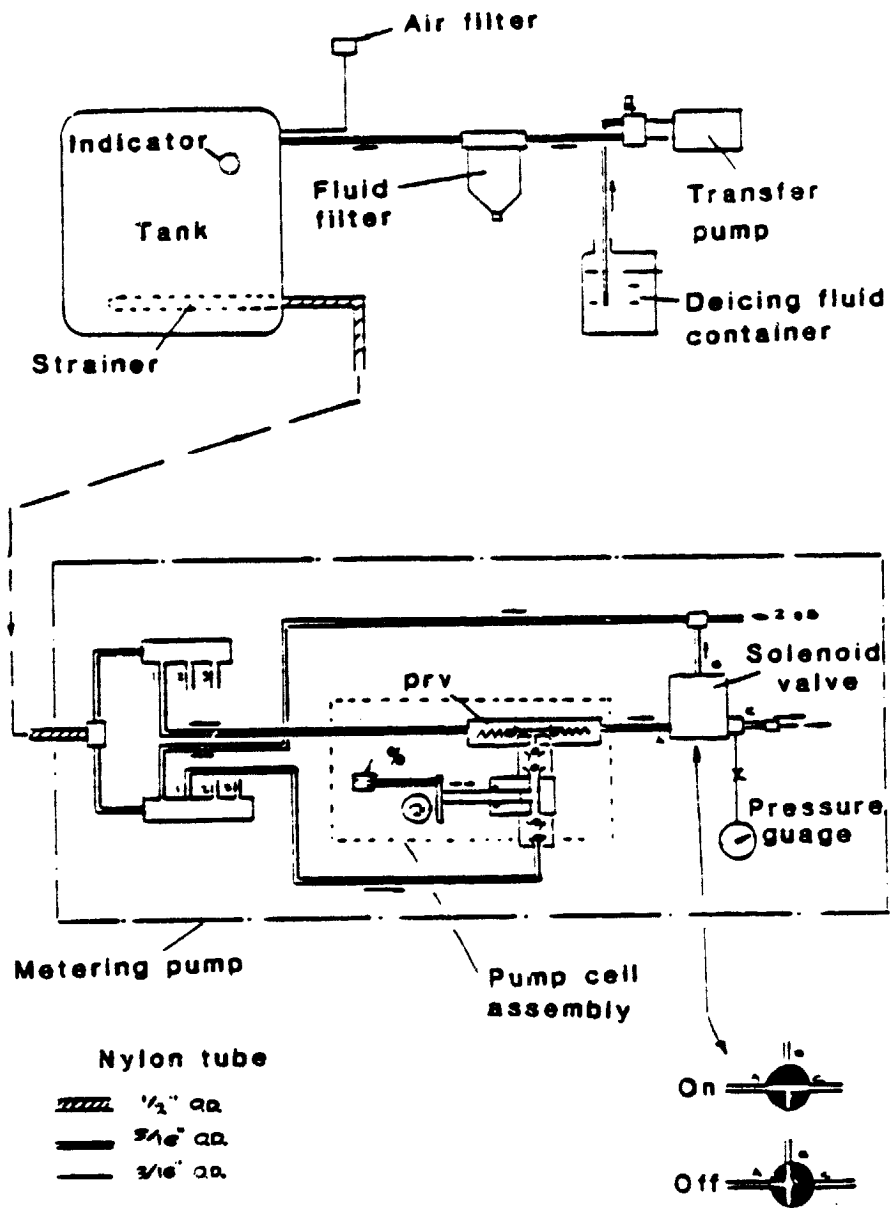 Air filter
Indicator
Tank
Fluid
filter
Transfer
pump
Deicing fluid
container
Strainer
prv
Solenoid
valve
%
Pressure
guage
Metering pump
Pump cell
assembly
Nylon tube
1/2" O.D.
5/16" O.D.
3/16" O.D.
On
Off